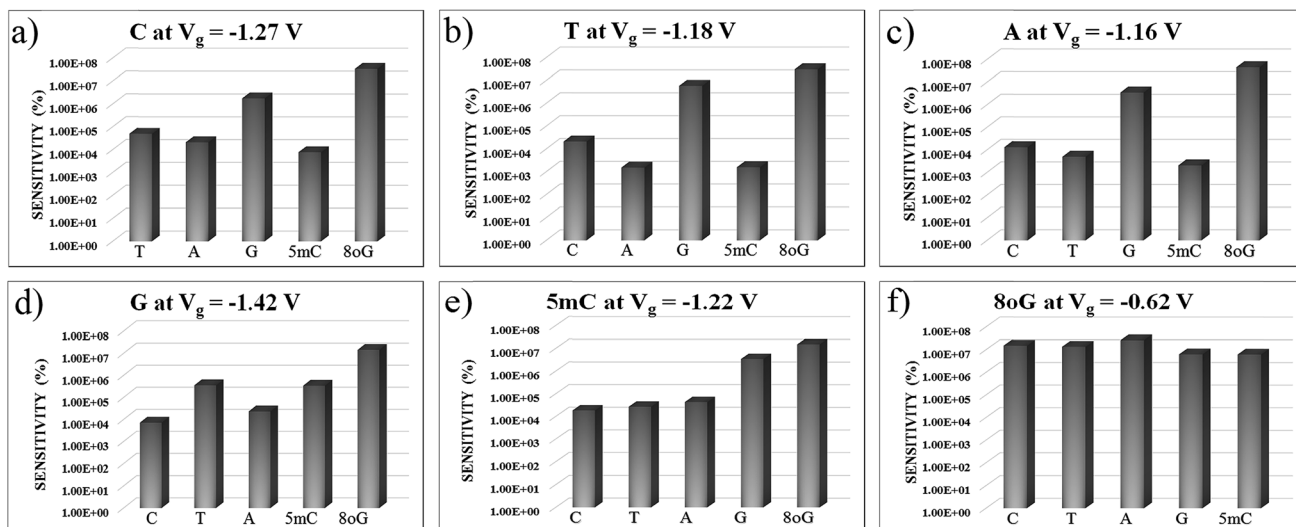 a)
C at Vg = -1.27 V
SENSITIVITY (%)
1.00E+08
1.00E+07
1.00E+06
1.00E+05
1.00E+04
1.00E+03
1.00E+02
1.00E+01
1.00E+00
T A G 5mC 8oG
b)
T at Vg = -1.18 V
SENSITIVITY (%)
1.00E+08
1.00E+07
1.00E+06
1.00E+05
1.00E+04
1.00E+03
1.00E+02
1.00E+01
1.00E+00
C A G 5mC 8oG
c)
A at Vg = -1.16 V
SENSITIVITY (%)
1.00E+08
1.00E+07
1.00E+06
1.00E+05
1.00E+04
1.00E+03
1.00E+02
1.00E+01
1.00E+00
C T G 5mC 8oG
d)
G at Vg = -1.42 V
SENSITIVITY (%)
1.00E+08
1.00E+07
1.00E+06
1.00E+05
1.00E+04
1.00E+03
1.00E+02
1.00E+01
1.00E+00
C T A 5mC 8oG
e)
5mC at Vg = -1.22 V
SENSITIVITY (%)
1.00E+08
1.00E+07
1.00E+06
1.00E+05
1.00E+04
1.00E+03
1.00E+02
1.00E+01
1.00E+00
C T A G 8oG
f)
8oG at Vg = -0.62 V
SENSITIVITY (%)
1.00E+08
1.00E+07
1.00E+06
1.00E+05
1.00E+04
1.00E+03
1.00E+02
1.00E+01
1.00E+00
C T A G 5mC